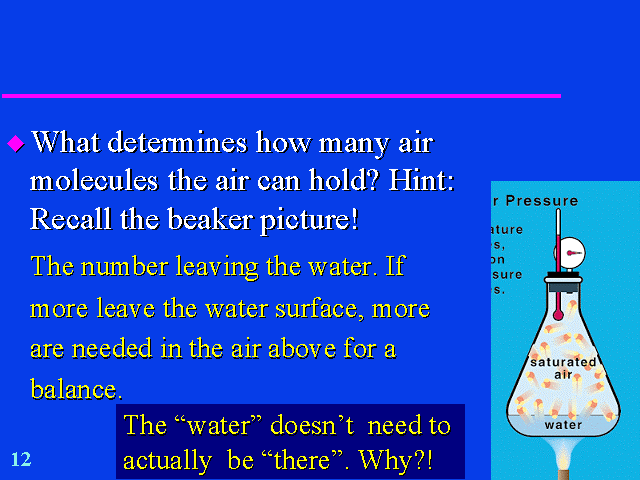 What determines how many air
molecules the air can hold? Hint:
Recall the beaker picture!
The number leaving the water. If
more leave the water surface, more
are needed in the air above for a
balance.
The “water” doesn’t need to
actually be “there”. Why?!
12
r Pressure
ature
es,
on
sure
es.
saturated
air
water